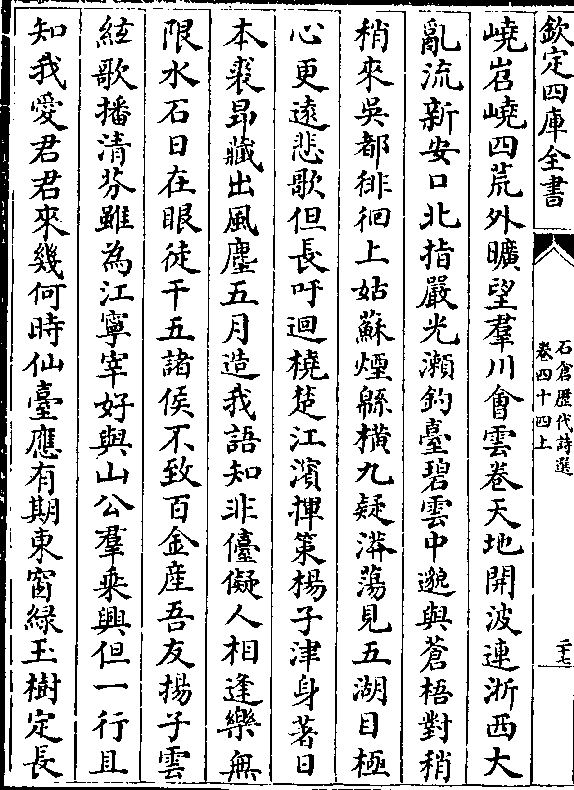 欽定四庫全書
石倉歷代詩選
卷四十四上
二十七
嶢岧嶢四荒外曠望羣川會雲卷天地開波連浙西大
亂流新安口北指嚴光瀨釣臺碧雲中邈與蒼梧對稍
稍來吳都徘徊上姑蘇煙緜橫九疑漭蕩見五湖目極
心更遠悲歌但長吁迴橈楚江濱揮策楊子津身著日
本裘昂藏出風塵五月造我語知非儓儗人相逢樂無
限水石日在眼徒干五諸侯不致百金産吾友揚子雲
絃歌播清芬雖為江寧宰好與山公羣乘興但一行且
知我愛君君來幾何時仙臺應有期東窗緑玉樹定長